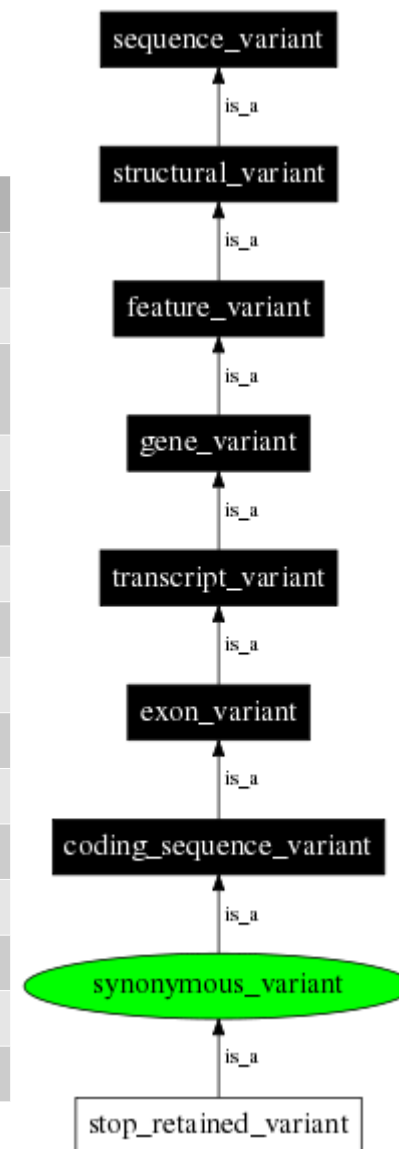 sequence_variant
is_a
structural_variant
is_a
feature_variant
is_a
gene_variant
is_a
transcript_variant
is_a
exon_variant
is_a
coding_sequence_variant
is_a
synonymous_variant
is_a
stop_retained_variant